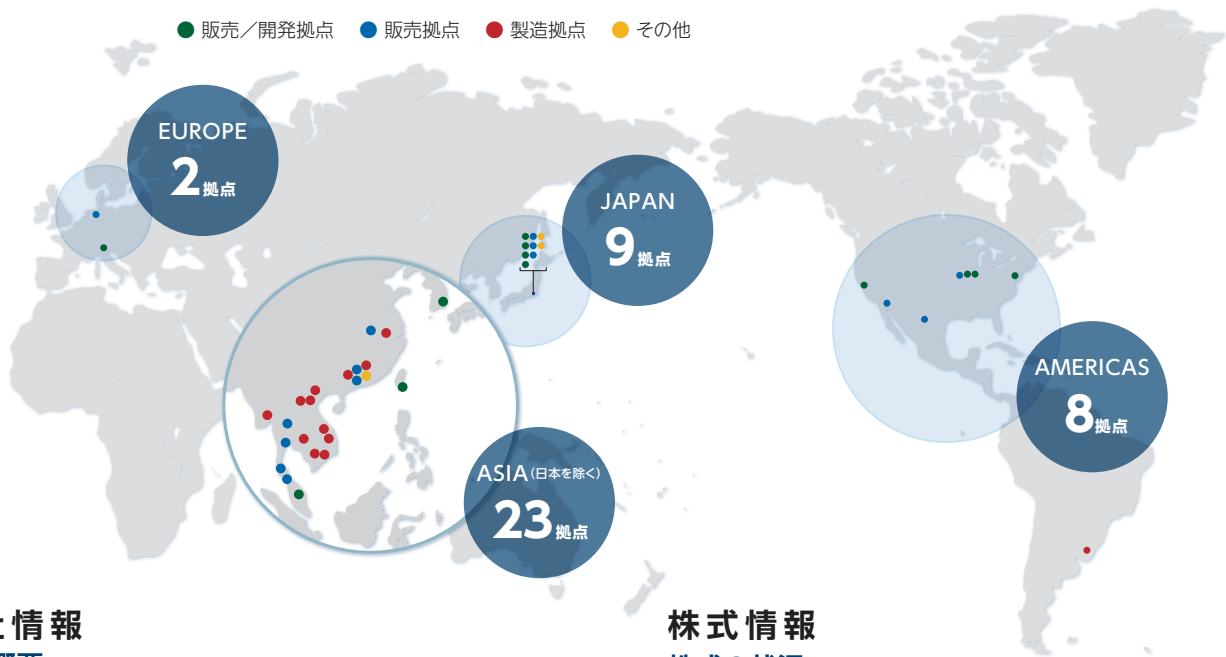 販売／開発拠点 販売拠点 製造拠点 その他
EUROPE
2拠点
JAPAN
9拠点
AMERICAS
8拠点
ASIA(日本を除く)
23拠点
情報
株式情報